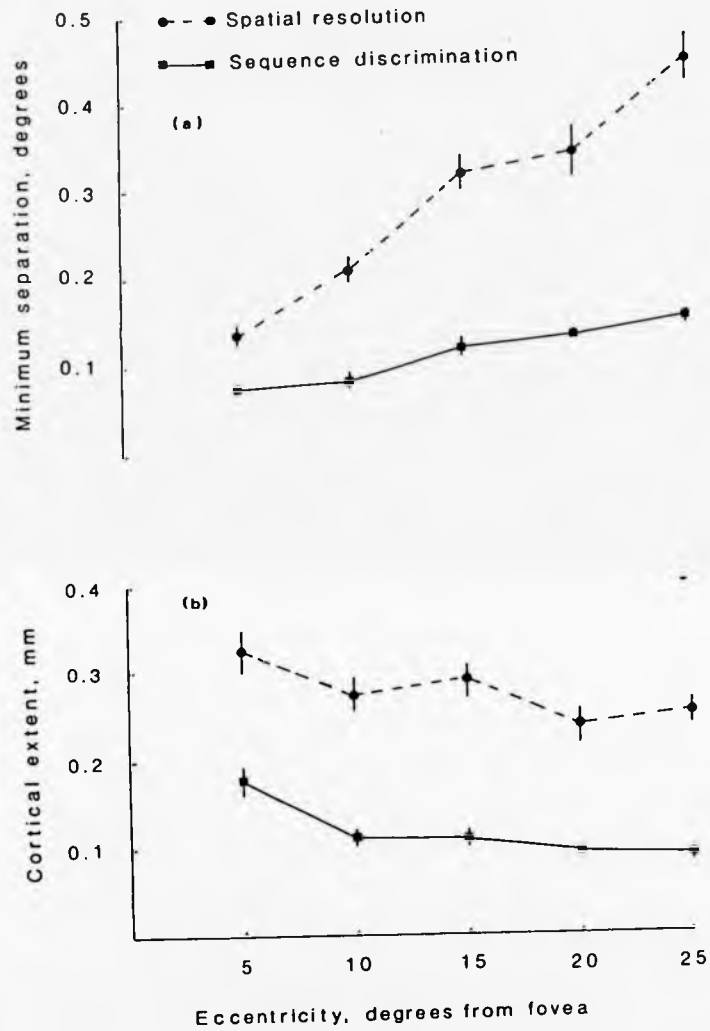 0.5
Spatial resolution
Sequence discrimination
0.4
(a)
0.3
0.2
0.1
Minimum separation, degrees
0.4
(b)
0.3
0.2
0.1
Cortical extent, mm
5 10 15 20 25
Eccentricity, degrees from fovea